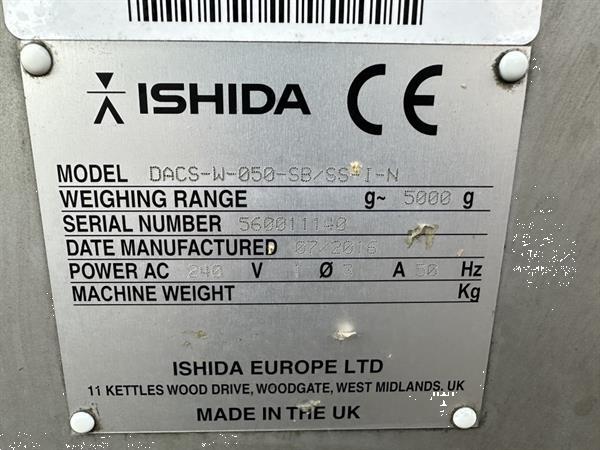 ISHIDA CE
MODEL DACS-W-050-SB/SS-I-N
WEIGHING RANGE g~ 5000 g
SERIAL NUMBER 560011140
DATE MANUFACTURED 07/2016
POWER AC 240 V 1 Ø 3 A 50 Hz
MACHINE WEIGHT Kg
ISHIDA EUROPE LTD
11 KETTLES WOOD DRIVE, WOODGATE, WEST MIDLANDS, UK
MADE IN THE UK